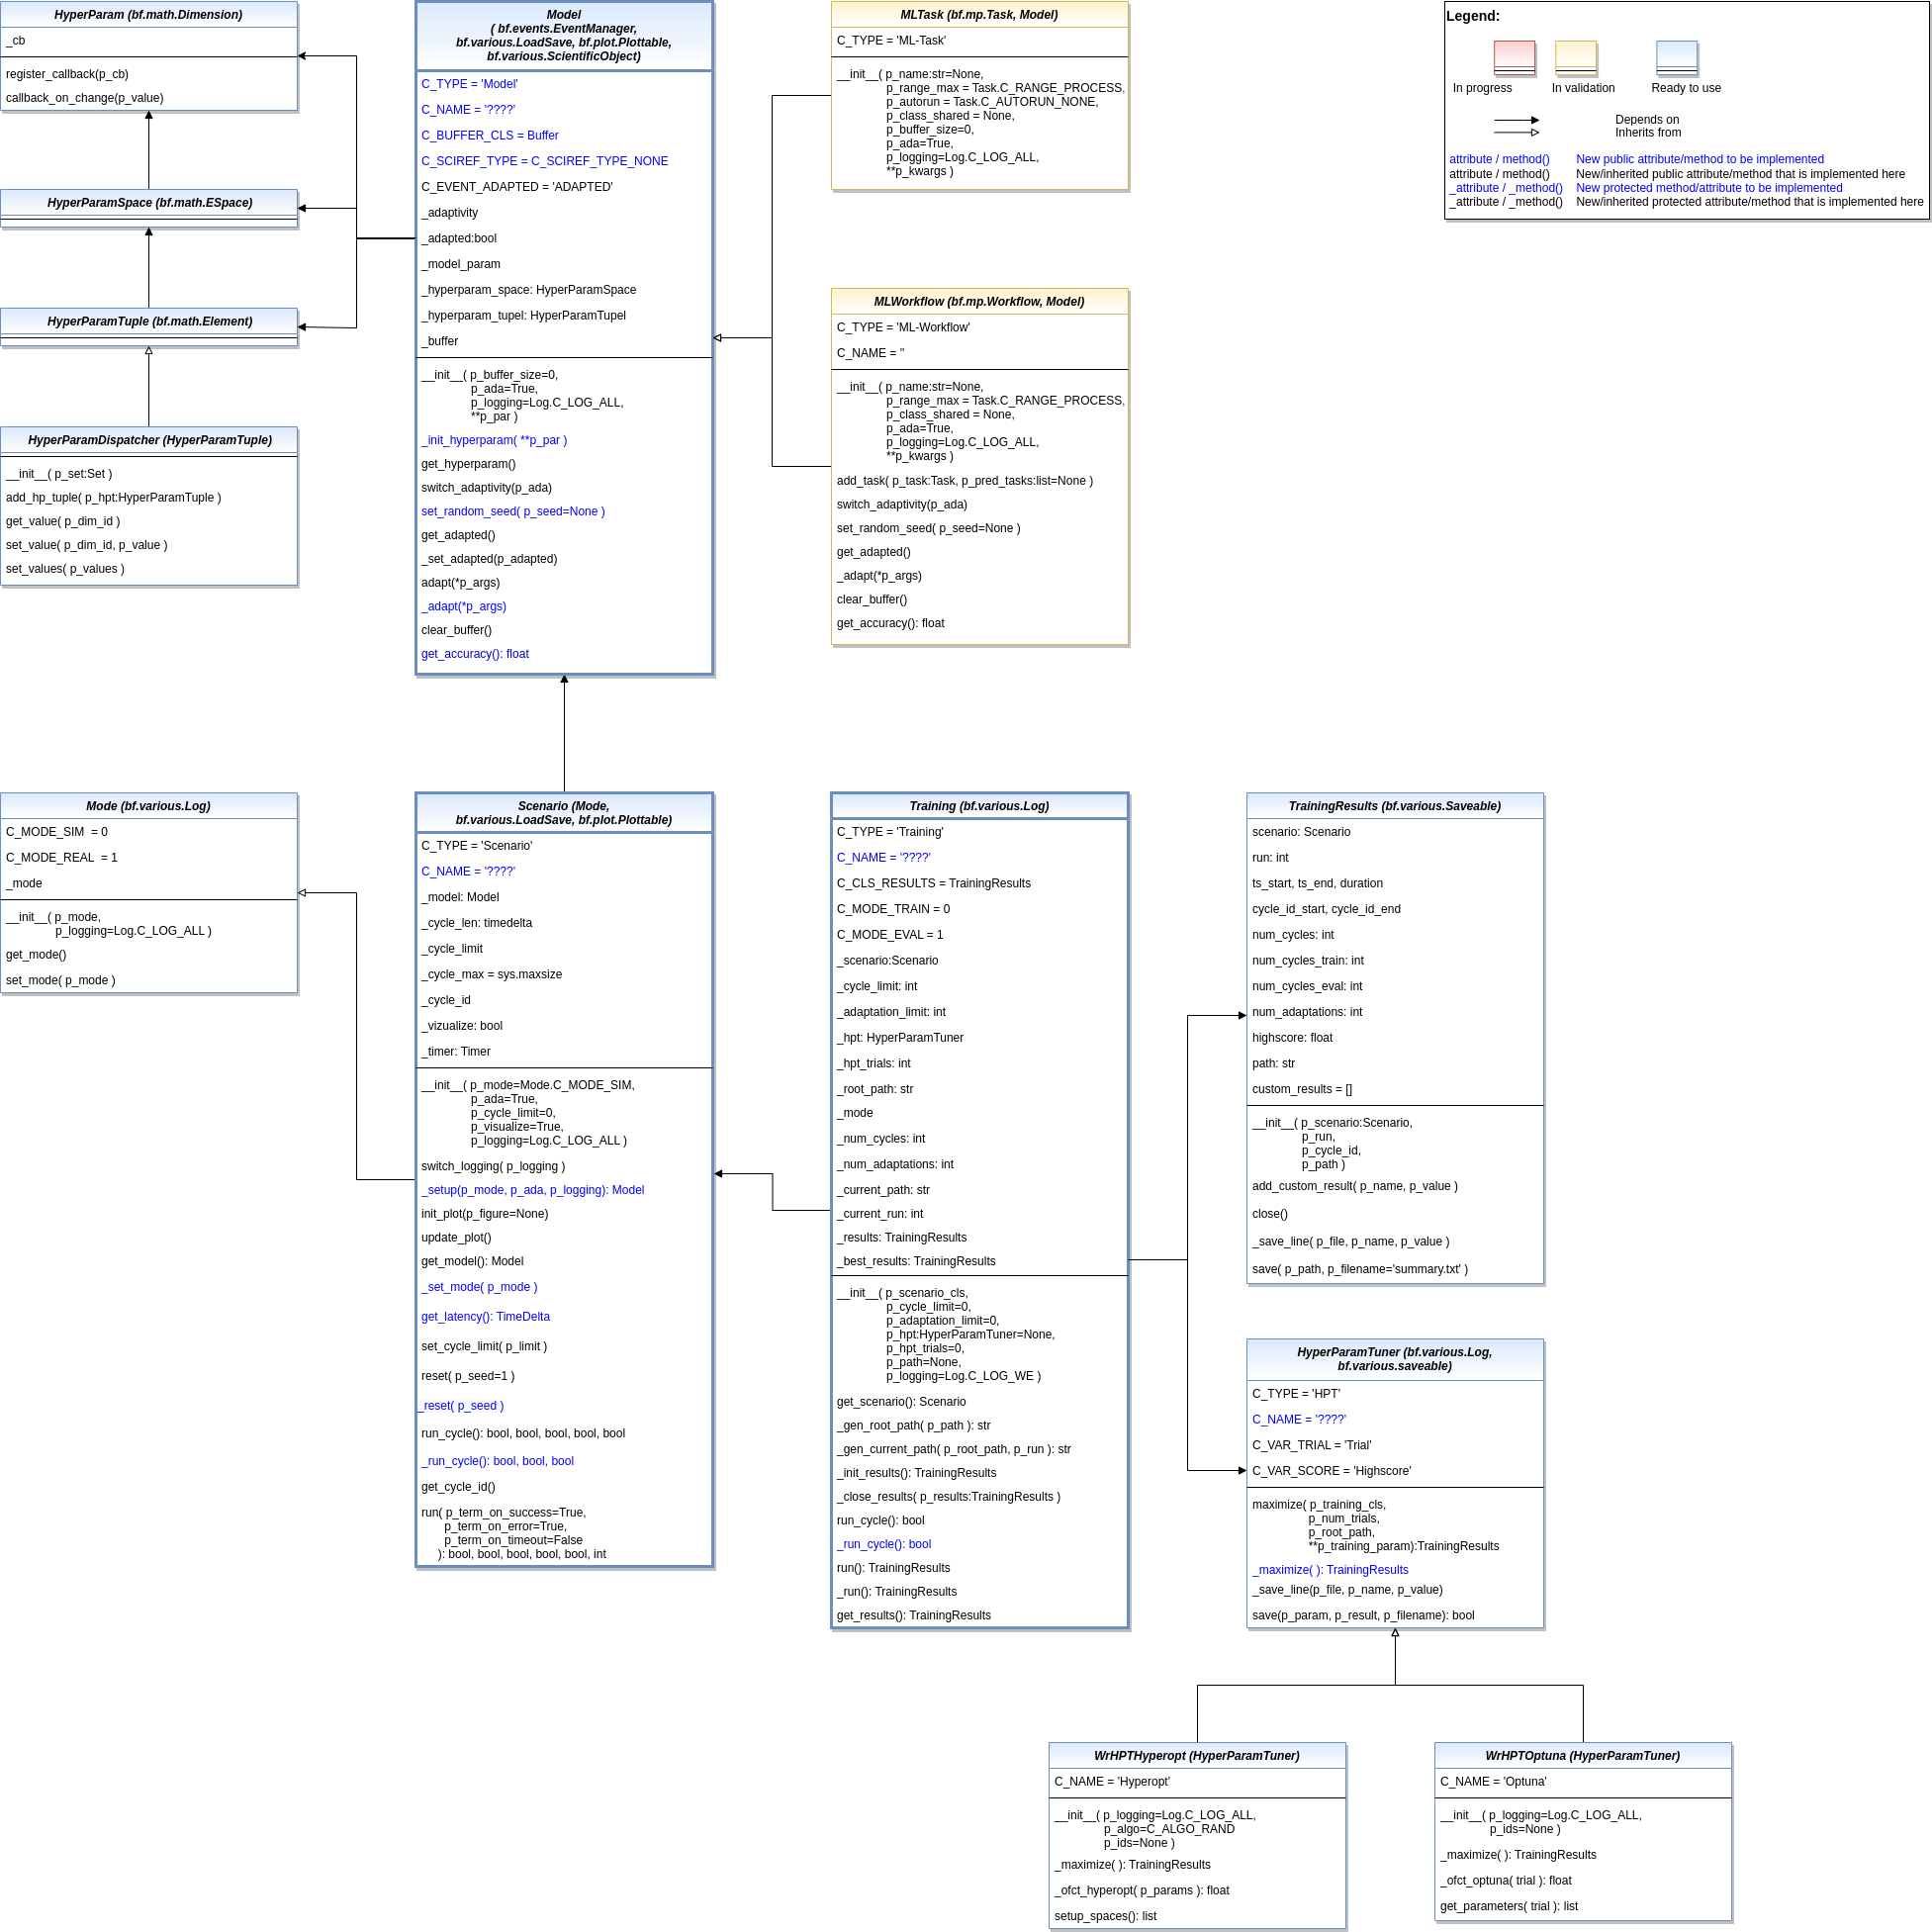 HyperParam (bf.math.Dimension)
_cb
register_callback(p_cb)
callback_on_change(p_value)
HyperParamSpace (bf.math.ESpace)
HyperParamTuple (bf.math.Element)
HyperParamDispatcher (HyperParamTuple)
__init__( p_set:Set )
add_hp_tuple( p_hpt:HyperParamTuple )
get_value( p_dim_id )
set_value( p_dim_id, p_value )
set_values( p_values )
Model
( bf.events.EventManager,
bf.various.LoadSave, bf.plot.Plottable,
bf.various.ScientificObject)
C_TYPE = 'Model'
C_NAME = '????'
C_BUFFER_CLS = Buffer
C_SCIREF_TYPE = C_SCIREF_TYPE_NONE
C_EVENT_ADAPTED = 'ADAPTED'
_adaptivity
_adapted:bool
_model_param
_hyperparam_space: HyperParamSpace
_hyperparam_tupel: HyperParamTupel
_buffer
__init__( p_buffer_size=0,
p_ada=True,
p_logging=Log.C_LOG_ALL,
**p_par )
_init_hyperparam( **p_par )
get_hyperparam()
switch_adaptivity(p_ada)
set_random_seed( p_seed=None )
get_adapted()
_set_adapted(p_adapted)
adapt(*p_args)
_adapt(*p_args)
clear_buffer()
get_accuracy(): float
MLTask (bf.mp.Task, Model)
C_TYPE = 'ML-Task'
__init__( p_name:str=None,
p_range_max = Task.C_RANGE_PROCESS,
p_autorun = Task.C_AUTORUN_NONE,
p_class_shared = None,
p_buffer_size=0,
p_ada=True,
p_logging=Log.C_LOG_ALL,
**p_kwargs )
MLWorkflow (bf.mp.Workflow, Model)
C_TYPE = 'ML-Workflow'
C_NAME = ''
__init__( p_name:str=None,
p_range_max = Task.C_RANGE_PROCESS,
p_class_shared = None,
p_ada=True,
p_logging=Log.C_LOG_ALL,
**p_kwargs )
add_task( p_task:Task, p_pred_tasks:list=None )
switch_adaptivity(p_ada)
set_random_seed( p_seed=None )
get_adapted()
_adapt(*p_args)
clear_buffer()
get_accuracy(): float
Legend:
In progress In validation Ready to use
Depends on
Inherits from
attribute / method() New public attribute/method to be implemented
attribute / method() New/inherited public attribute/method that is implemented here
_attribute / _method() New protected method/attribute to be implemented
_attribute / _method() New/inherited protected attribute/method that is implemented here
Mode (bf.various.Log)
C_MODE_SIM  = 0
C_MODE_REAL  = 1
_mode
__init__( p_mode,
p_logging=Log.C_LOG_ALL )
get_mode()
set_mode( p_mode )
Scenario (Mode,
bf.various.LoadSave, bf.plot.Plottable)
C_TYPE = 'Scenario'
C_NAME = '????'
_model: Model
_cycle_len: timedelta
_cycle_limit
_cycle_max = sys.maxsize
_cycle_id
_vizualize: bool
_timer: Timer
__init__( p_mode=Mode.C_MODE_SIM,
p_ada=True,
p_cycle_limit=0,
p_visualize=True,
p_logging=Log.C_LOG_ALL )
switch_logging( p_logging )
_setup(p_mode, p_ada, p_logging): Model
init_plot(p_figure=None)
update_plot()
get_model(): Model
_set_mode( p_mode )
get_latency(): TimeDelta
set_cycle_limit( p_limit )
reset( p_seed=1 )
_reset( p_seed )
run_cycle(): bool, bool, bool, bool, bool
_run_cycle(): bool, bool, bool
get_cycle_id()
run( p_term_on_success=True,
p_term_on_error=True,
p_term_on_timeout=False
): bool, bool, bool, bool, bool, int
Training (bf.various.Log)
C_TYPE = 'Training'
C_NAME = '????'
C_CLS_RESULTS = TrainingResults
C_MODE_TRAIN = 0
C_MODE_EVAL = 1
_scenario:Scenario
_cycle_limit: int
_adaptation_limit: int
_hpt: HyperParamTuner
_hpt_trials: int
_root_path: str
_mode
_num_cycles: int
_num_adaptations: int
_current_path: str
_current_run: int
_results: TrainingResults
_best_results: TrainingResults
__init__( p_scenario_cls,
p_cycle_limit=0,
p_adaptation_limit=0,
p_hpt:HyperParamTuner=None,
p_hpt_trials=0,
p_path=None,
p_logging=Log.C_LOG_WE )
get_scenario(): Scenario
_gen_root_path( p_path ): str
_gen_current_path( p_root_path, p_run ): str
_init_results(): TrainingResults
_close_results( p_results:TrainingResults )
run_cycle(): bool
_run_cycle(): bool
run(): TrainingResults
_run(): TrainingResults
get_results(): TrainingResults
TrainingResults (bf.various.Saveable)
scenario: Scenario
run: int
ts_start, ts_end, duration
cycle_id_start, cycle_id_end
num_cycles: int
num_cycles_train: int
num_cycles_eval: int
num_adaptations: int
highscore: float
path: str
custom_results = []
__init__( p_scenario:Scenario,
p_run,
p_cycle_id,
p_path )
add_custom_result( p_name, p_value )
close()
_save_line( p_file, p_name, p_value )
save( p_path, p_filename='summary.txt' )
HyperParamTuner (bf.various.Log,
bf.various.saveable)
C_TYPE = 'HPT'
C_NAME = '????'
C_VAR_TRIAL = 'Trial'
C_VAR_SCORE = 'Highscore'
maximize( p_training_cls,
p_num_trials,
p_root_path,
**p_training_param):TrainingResults
_maximize( ): TrainingResults
_save_line(p_file, p_name, p_value)
save(p_param, p_result, p_filename): bool
WrHPTHyperopt (HyperParamTuner)
C_NAME = 'Hyperopt'
__init__( p_logging=Log.C_LOG_ALL,
p_algo=C_ALGO_RAND
p_ids=None )
_maximize( ): TrainingResults
_ofct_hyperopt( p_params ): float
setup_spaces(): list
WrHPTOptuna (HyperParamTuner)
C_NAME = 'Optuna'
__init__( p_logging=Log.C_LOG_ALL,
p_ids=None )
_maximize( ): TrainingResults
_ofct_optuna( trial ): float
get_parameters( trial ): list